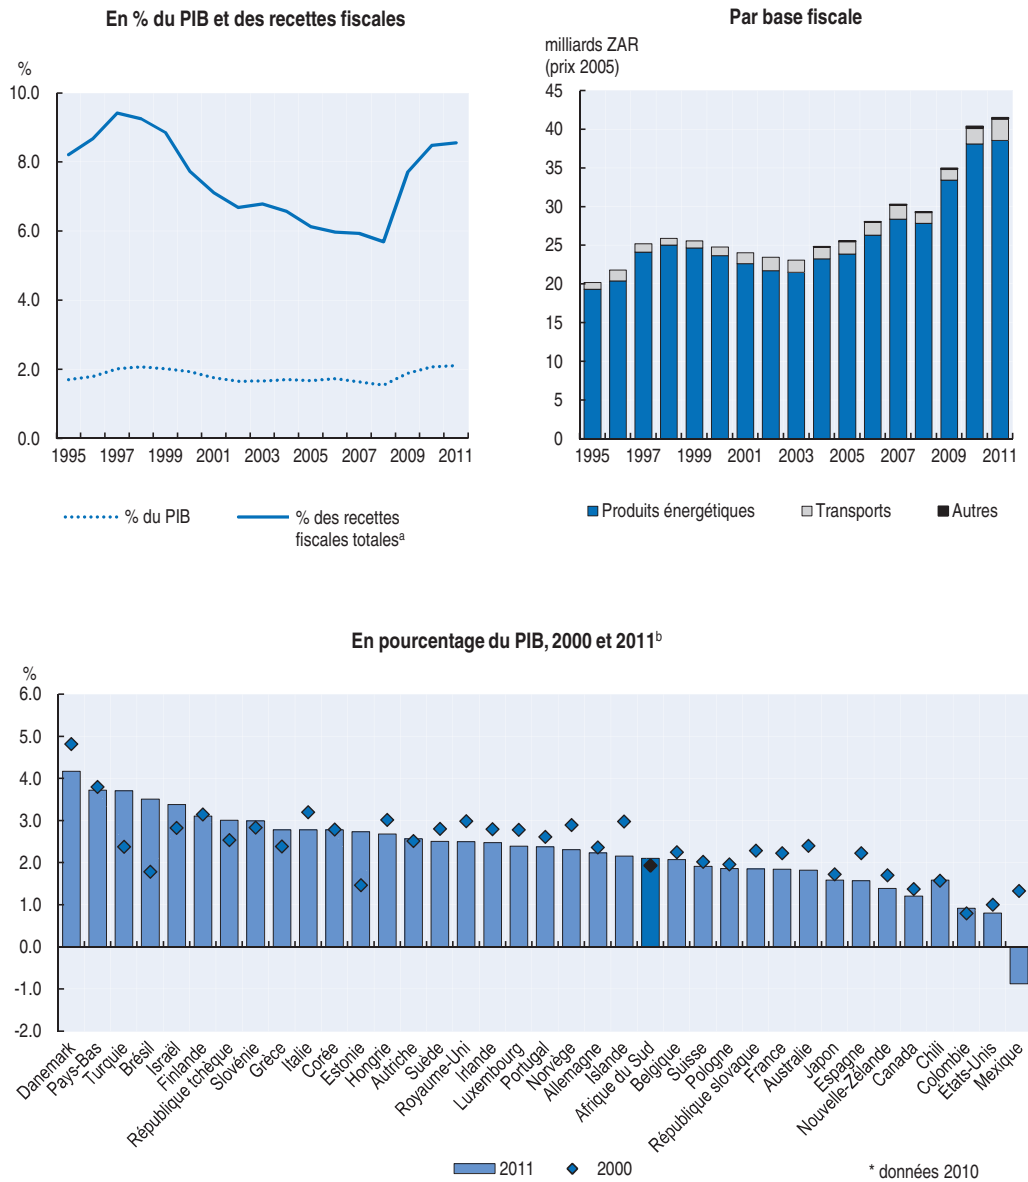 En % du PIB et des recettes fiscales
%
10.0
8.0
6.0
4.0
2.0
0.0
1995 1997 1999 2001 2003 2005 2007 2009 2011
% du PIB
% des recettes
fiscales totalesᵃ
Par base fiscale
milliards ZAR
(prix 2005)
45
40
35
30
25
20
15
10
5
0
1995 1997 1999 2001 2003 2005 2007 2009 2011
Produits énergétiques
Transports
Autres
En pourcentage du PIB, 2000 et 2011ᵇ
%
6.0
5.0
4.0
3.0
2.0
1.0
0.0
-1.0
-2.0
Danemark
Pays-Bas
Turquie
Brésil
Israël
Finlande
République tchèque
Slovénie
Grèce
Italie
Corée
Estonie
Hongrie
Autriche
Suède
Royaume-Uni
Irlande
Luxembourg
Portugal
Norvège
Allemagne
Islande
Afrique du Sud
Belgique
Suisse
Pologne
République slovaque
France
Australie
Japon
Espagne
Nouvelle-Zélande
Canada
Chili
Colombie
États-Unis
Mexique
2011
2000
* données 2010